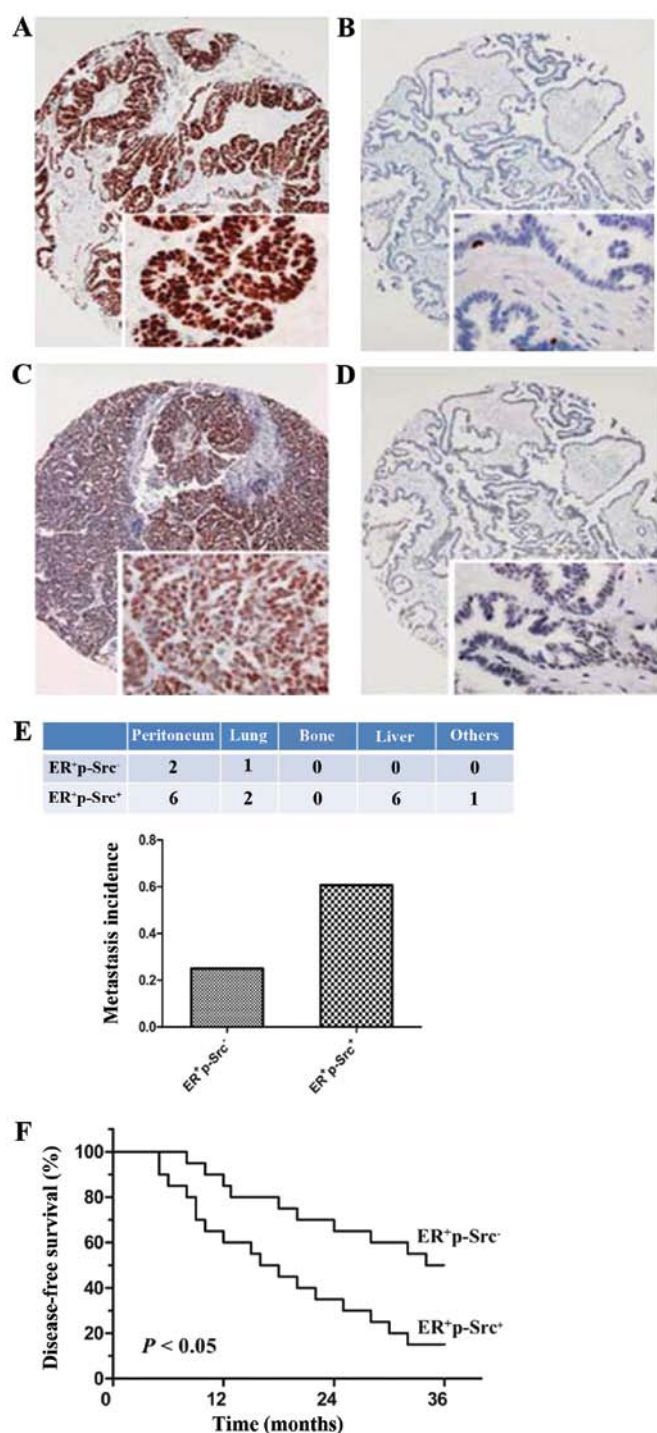 A
B
C
D
E
Peritoneum Lung Bone Liver Others
ER⁺p-Src⁻ 2 1 0 0 0
ER⁺p-Src⁺ 6 2 0 6 1
0.8
0.6
0.4
0.2
0.0
Metastasis incidence
ER⁺p-Src⁻
ER⁺p-Src⁺
F
100
80
60
40
20
0
Disease-free survival (%)
ER⁺p-Src⁻
ER⁺p-Src⁺
P < 0.05
0 12 24 36
Time (months)